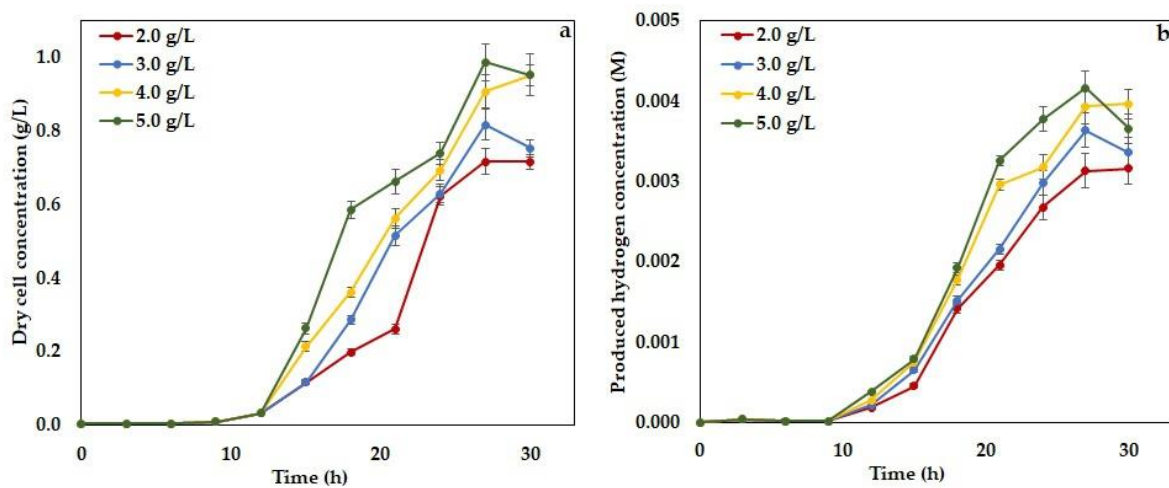 a
2.0 g/L
3.0 g/L
4.0 g/L
5.0 g/L
Dry cell concentration (g/L)
1.0
0.8
0.6
0.4
0.2
0.0
0
10
20
30
Time (h)
b
2.0 g/L
3.0 g/L
4.0 g/L
5.0 g/L
Produced hydrogen concentration (M)
0.005
0.004
0.003
0.002
0.001
0.000
0
10
20
30
Time (h)